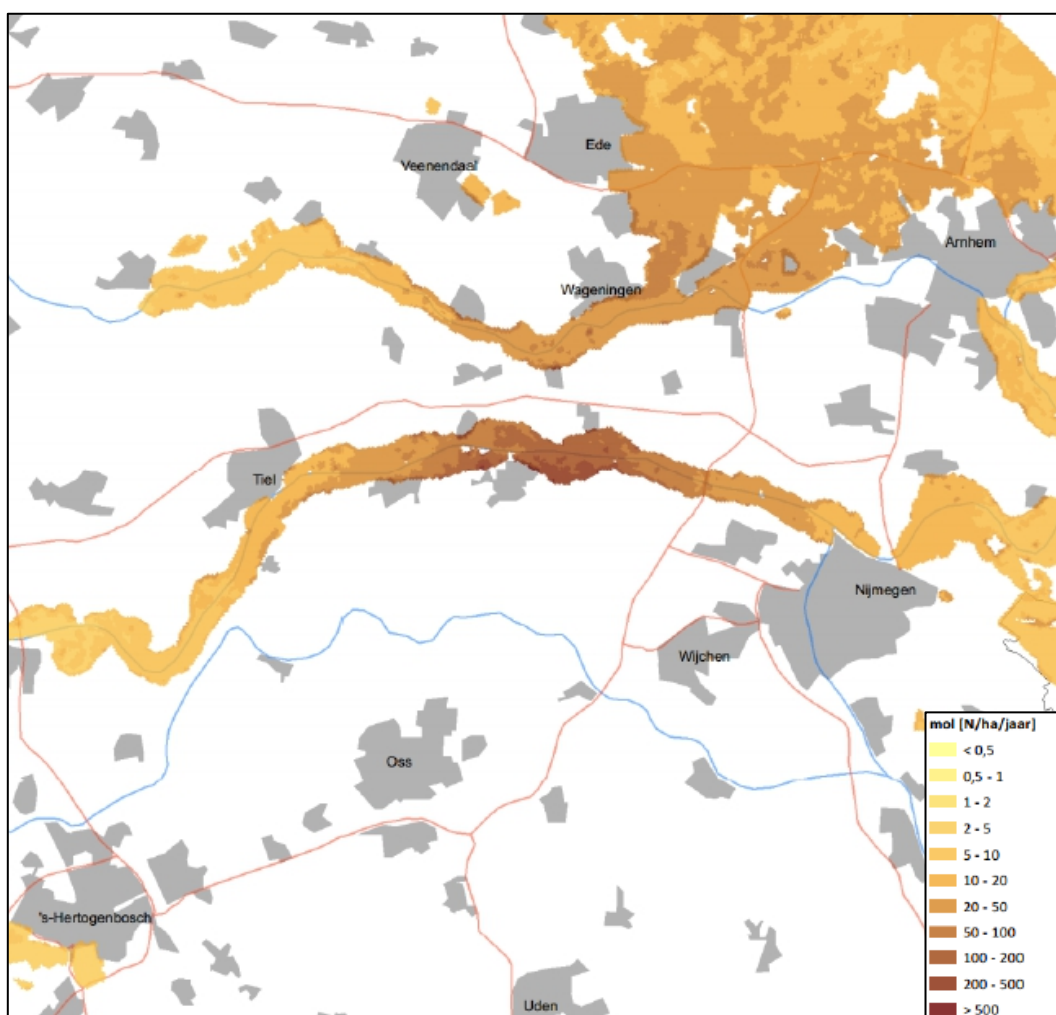 Ede
Veenendaal
Arnhem
Wageningen
Tiel
Nijmegen
Wijchen
Oss
's-Hertogenbosch
Uden
mol [N/ha/jaar]
< 0,5
0,5 - 1
1 - 2
2 - 5
5 - 10
10 - 20
20 - 50
50 - 100
100 - 200
200 - 500
> 500